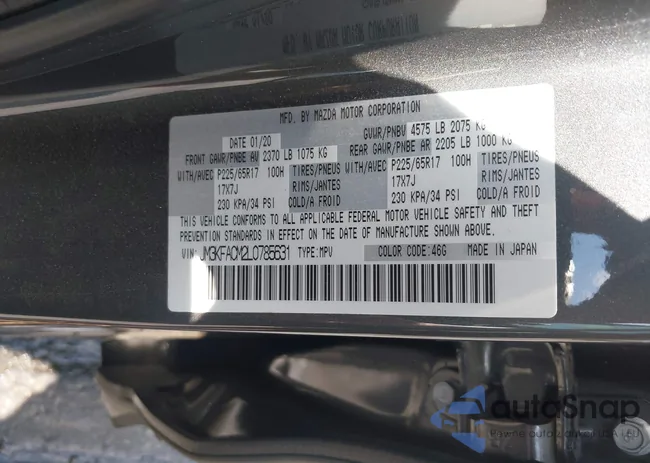 MFD. BY MAZDA MOTOR CORPORATION
DATE 01/20 GVWR/PNBV 4575 LB 2075 KG
FRONT GAWR/PNBE AV 2370 LB 1075 KG REAR GAWR/PNBE AR 2205 LB 1000 KG
WITH/AVEC P225/65R17 100H TIRES/PNEUS WITH/AVEC P225/65R17 100H TIRES/PNEUS
17X7J RIMS/JANTES 17X7J RIMS/JANTES
230 KPA/34 PSI COLD/A FROID 230 KPA/34 PSI COLD/A FROID
THIS VEHICLE CONFORMS TO ALL APPLICABLE FEDERAL MOTOR VEHICLE SAFETY AND THEFT
PREVENTION STANDARDS IN EFFECT ON THE DATE OF MANUFACTURE SHOWN ABOVE.
VIN: JM3KFACM2L0785631 TYPE: MPV COLOR CODE: 46G MADE IN JAPAN
autoSnap